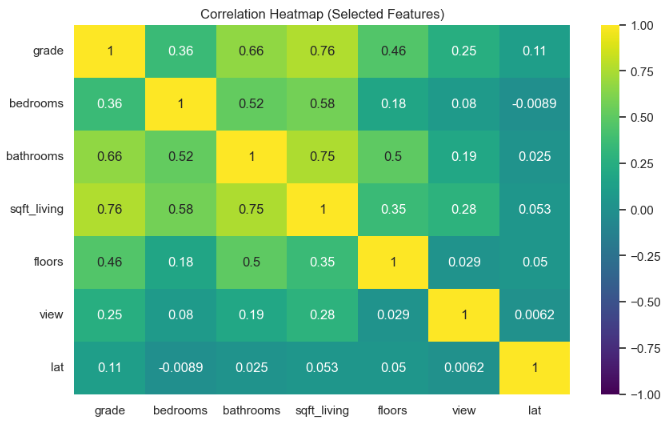 Correlation Heatmap (Selected Features)
grade 1 0.36 0.66 0.76 0.46 0.25 0.11
bedrooms 0.36 1 0.52 0.58 0.18 0.08 -0.0089
bathrooms 0.66 0.52 1 0.75 0.5 0.19 0.025
sqft_living 0.76 0.58 0.75 1 0.35 0.28 0.053
floors 0.46 0.18 0.5 0.35 1 0.029 0.05
view 0.25 0.08 0.19 0.28 0.029 1 0.0062
lat 0.11 -0.0089 0.025 0.053 0.05 0.0062 1
grade bedrooms bathrooms sqft_living floors view lat
1.00
0.75
0.50
0.25
0.00
-0.25
-0.50
-0.75
-1.00